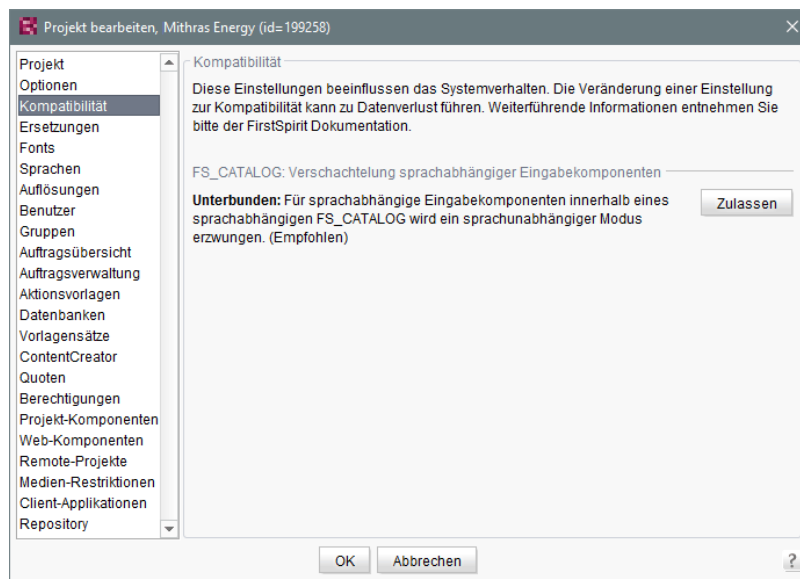 Projekt bearbeiten, Mithras Energy (id=199258)
Projekt
Optionen
Kompatibilität
Ersetzungen
Fonts
Sprachen
Auflösungen
Benutzer
Gruppen
Auftragsübersicht
Auftragsverwaltung
Aktionsvorlagen
Datenbanken
Vorlagensätze
ContentCreator
Quoten
Berechtigungen
Projekt-Komponenten
Web-Komponenten
Remote-Projekte
Medien-Restriktionen
Client-Applikationen
Repository
Kompatibilität
Diese Einstellungen beeinflussen das Systemverhalten. Die Veränderung einer Einstellung
zur Kompatibilität kann zu Datenverlust führen. Weiterführende Informationen entnehmen Sie
bitte der FirstSpirit Dokumentation.
FS_CATALOG: Verschachtelung sprachabhängiger Eingabekomponenten
Unterbunden: Für sprachabhängige Eingabekomponenten innerhalb eines
sprachabhängigen FS_CATALOG wird ein sprachunabhängiger Modus
erzwungen. (Empfohlen)
Zulassen
OK
Abbrechen
?